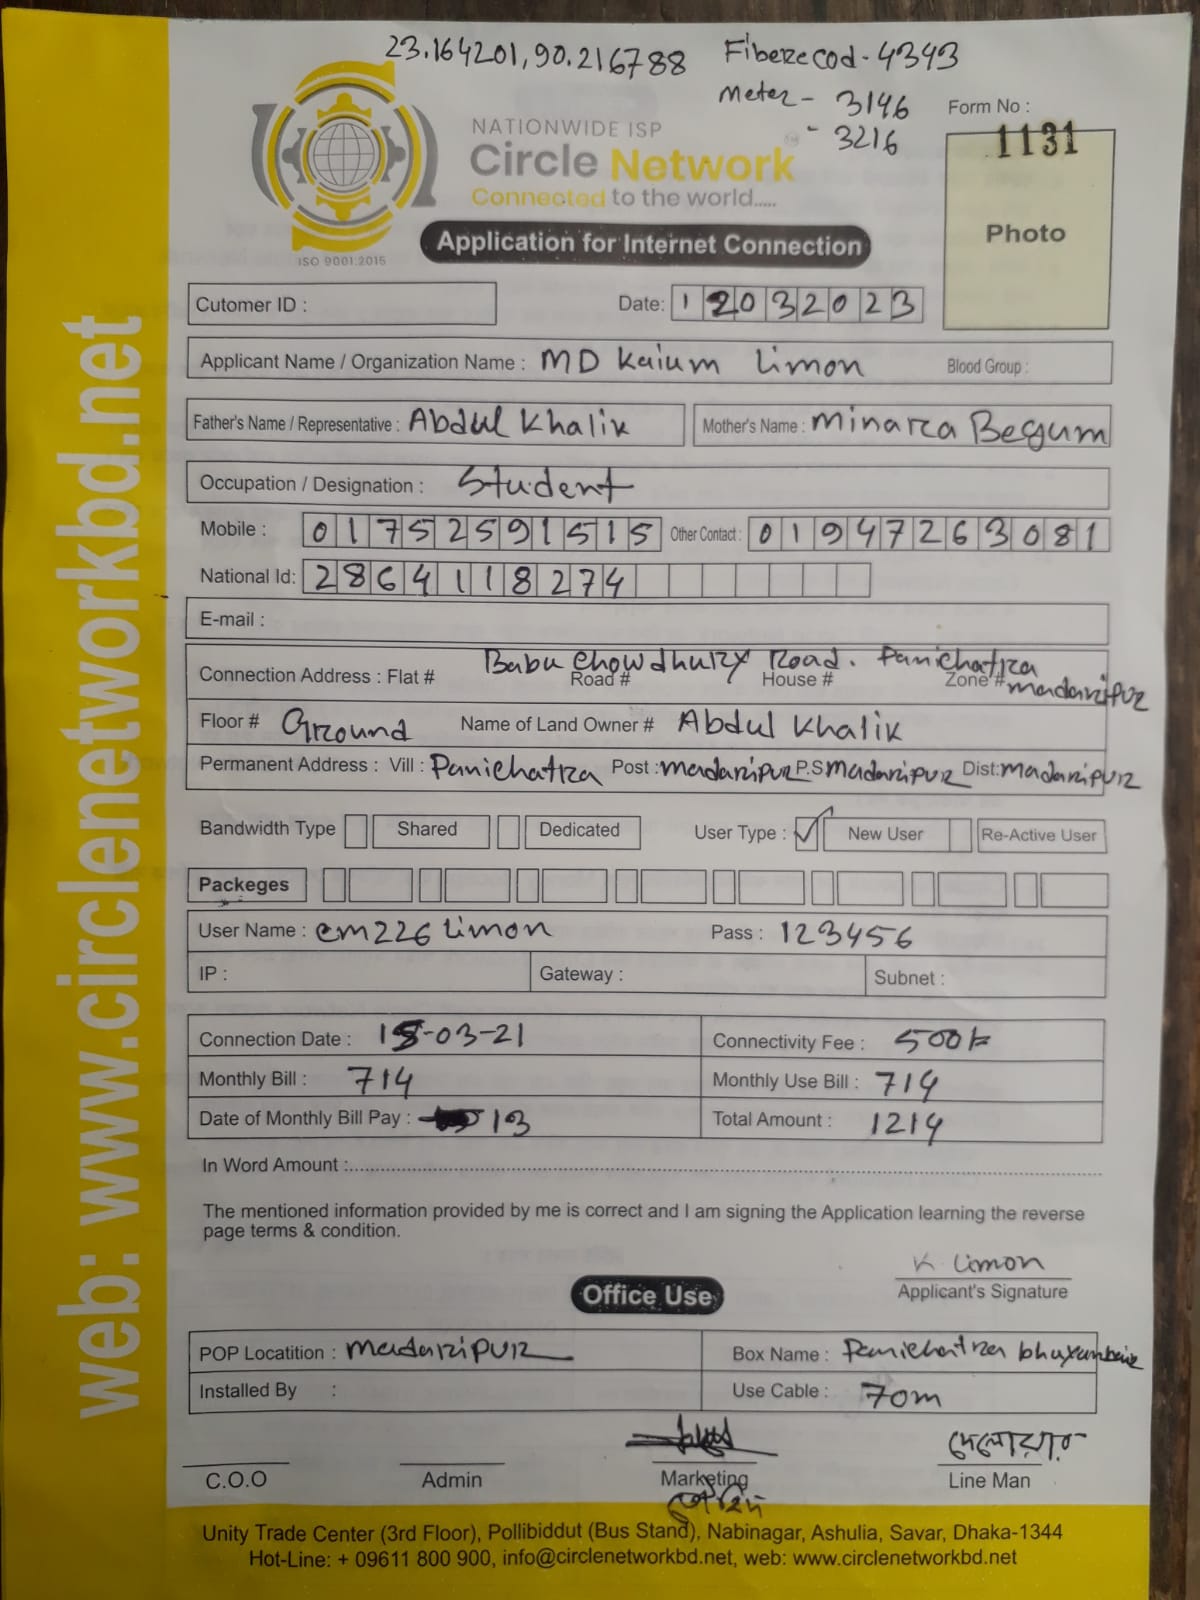 23.164201,90.216788 Fiberecod-4343
Meter - 3146
- 3216
Form No :
1131
NATIONWIDE ISP
Circle Network
Connected to the world.....
ISO 9001:2015
Application for Internet Connection
Photo
Cutomer ID :
Date: 12032023
Applicant Name / Organization Name : MD Kaium Limon Blood Group :
Father's Name / Representative : Abdul Khalik Mother's Name : Minara Begum
Occupation / Designation : Student
Mobile : 01752591515 Other Contact : 01947263081
National Id: 2864118274
E-mail :
Connection Address : Flat # Road # House # Zone #
Babu Chowdhury Road. Panichatra
Madaripur
Floor # Ground Name of Land Owner # Abdul Khalik
Permanent Address : Vill : Panichatra Post : Madaripur P.S Madaripur Dist: Madaripur
Bandwidth Type Shared Dedicated User Type : ✓ New User Re-Active User
Packeges
User Name : cm226limon Pass : 123456
IP : Gateway : Subnet :
Connection Date : 15-03-21 Connectivity Fee : 500/=
Monthly Bill : 714 Monthly Use Bill : 714
Date of Monthly Bill Pay : 13 Total Amount : 1214
In Word Amount :
The mentioned information provided by me is correct and I am signing the Application learning the reverse
page terms & condition.
K Limon
Applicant's Signature
Office Use
POP Locatition : Madaripur Box Name : Panichatra
Installed By : Use Cable : 70m
দেলোয়ার
C.O.O Admin Marketing Line Man
Unity Trade Center (3rd Floor), Pollibiddut (Bus Stand), Nabinagar, Ashulia, Savar, Dhaka-1344
Hot-Line: + 09611 800 900, info@circlenetworkbd.net, web: www.circlenetworkbd.net
web: www.circlenetworkbd.net